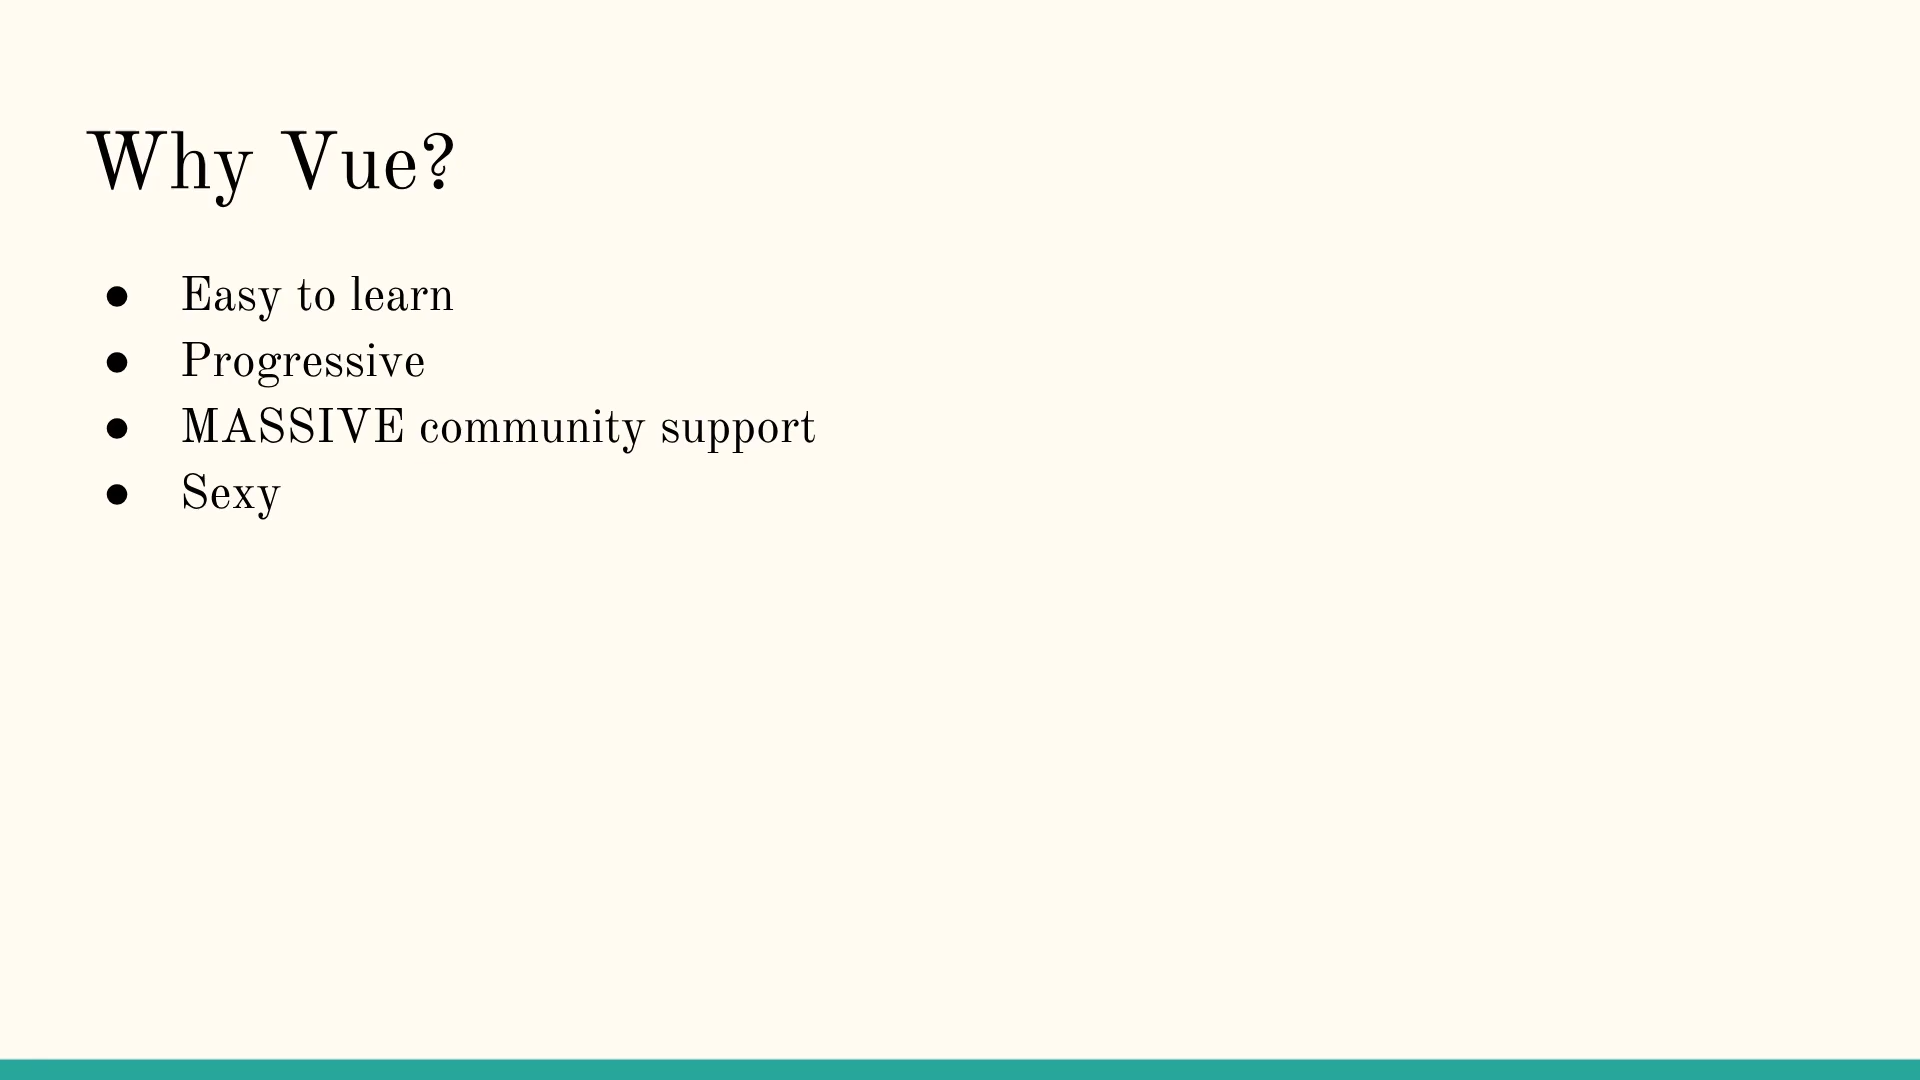 Why Vue?
● Easy to learn
● Progressive
● MASSIVE community support
● Sexy